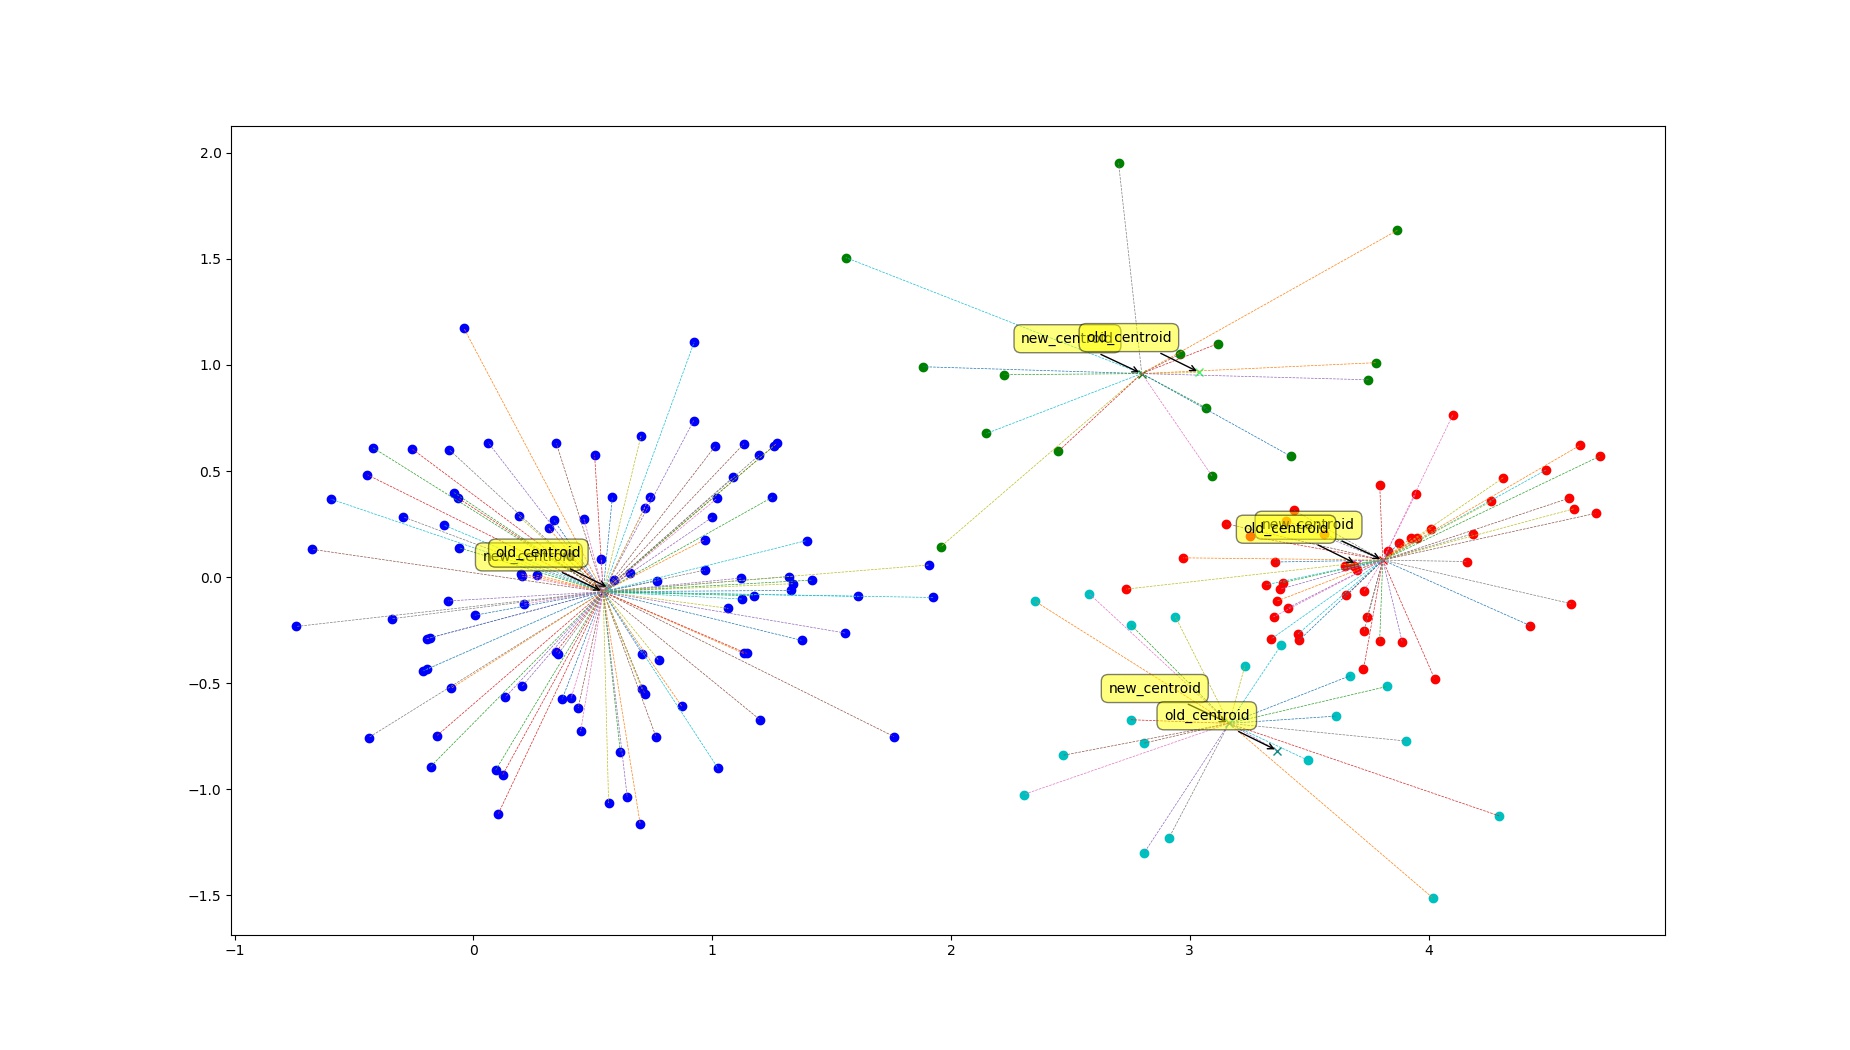 2.0
1.5
1.0
0.5
0.0
−0.5
−1.0
−1.5
new_centroid
old_centroid
new_centroid
old_centroid
new_centroid
old_centroid
new_centroid
old_centroid
−1 0 1 2 3 4